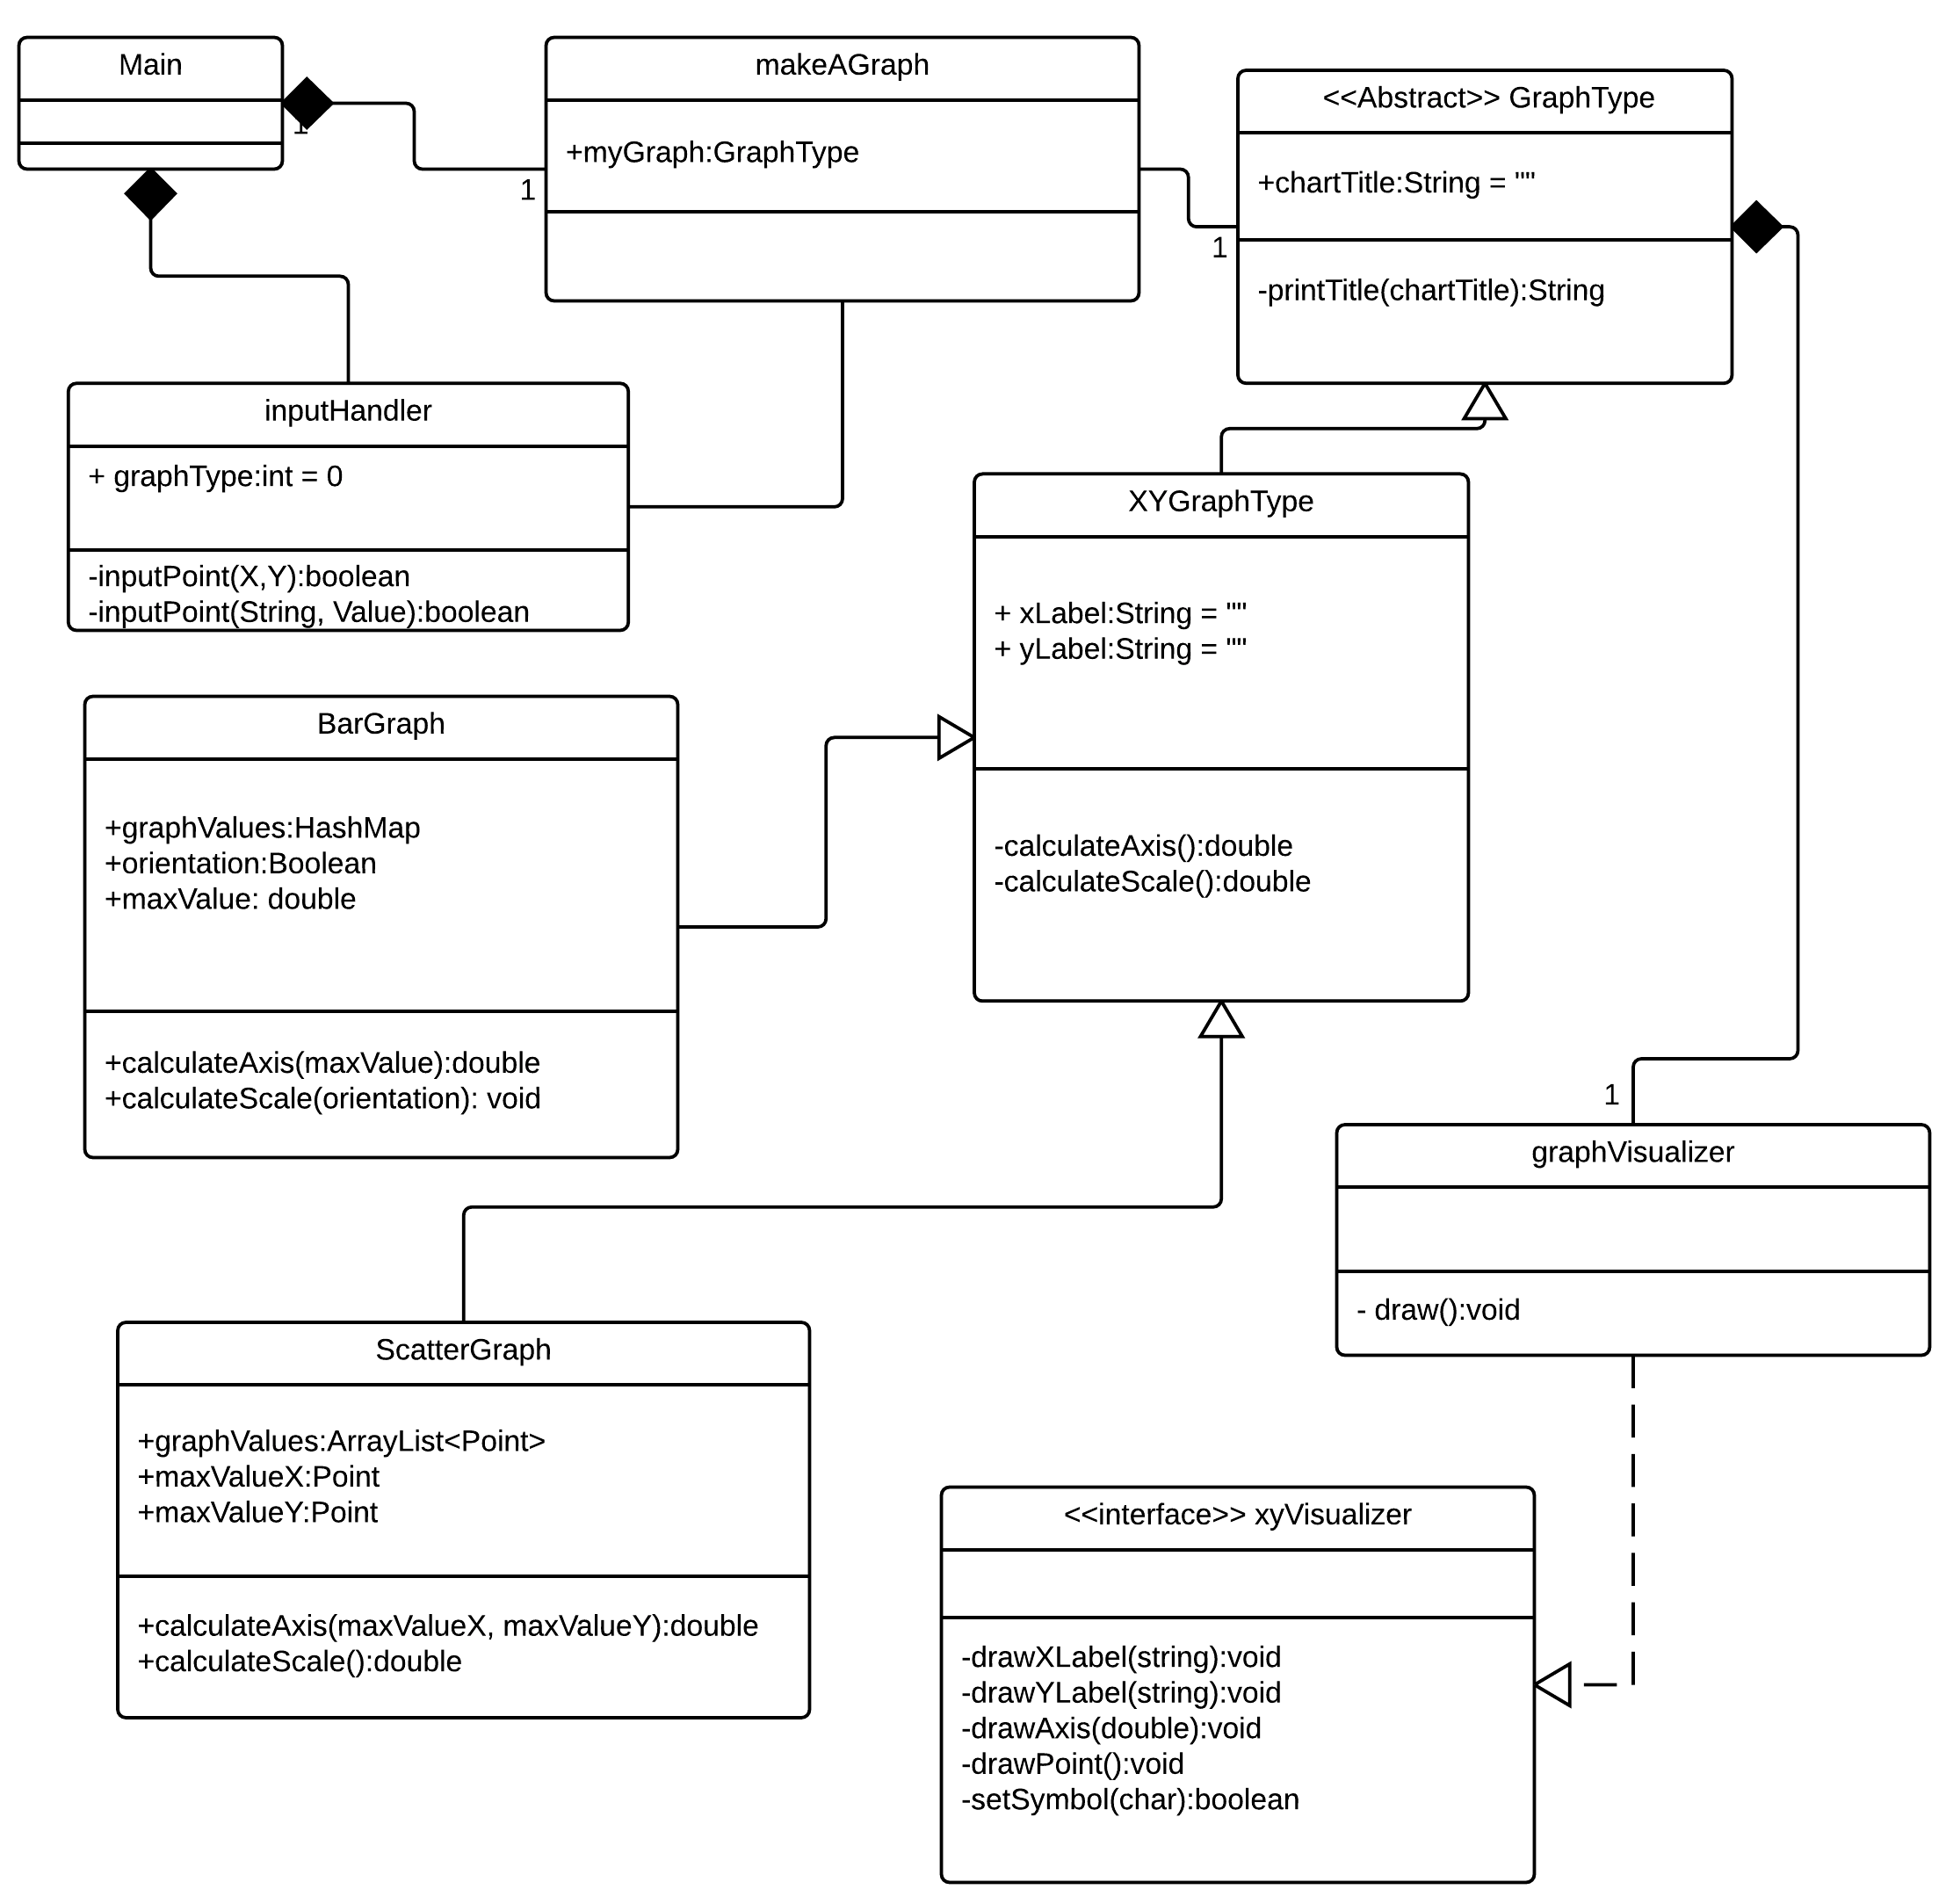 Main
1
1
makeAGraph
+myGraph:GraphType
<<Abstract>> GraphType
+chartTitle:String = ""
-printTitle(chartTitle):String
1
inputHandler
+ graphType:int = 0
-inputPoint(X,Y):boolean
-inputPoint(String, Value):boolean
XYGraphType
+ xLabel:String = ""
+ yLabel:String = ""
-calculateAxis():double
-calculateScale():double
BarGraph
+graphValues:HashMap
+orientation:Boolean
+maxValue: double
+calculateAxis(maxValue):double
+calculateScale(orientation): void
1
graphVisualizer
- draw():void
ScatterGraph
+graphValues:ArrayList<Point>
+maxValueX:Point
+maxValueY:Point
+calculateAxis(maxValueX, maxValueY):double
+calculateScale():double
<<interface>> xyVisualizer
-drawXLabel(string):void
-drawYLabel(string):void
-drawAxis(double):void
-drawPoint():void
-setSymbol(char):boolean